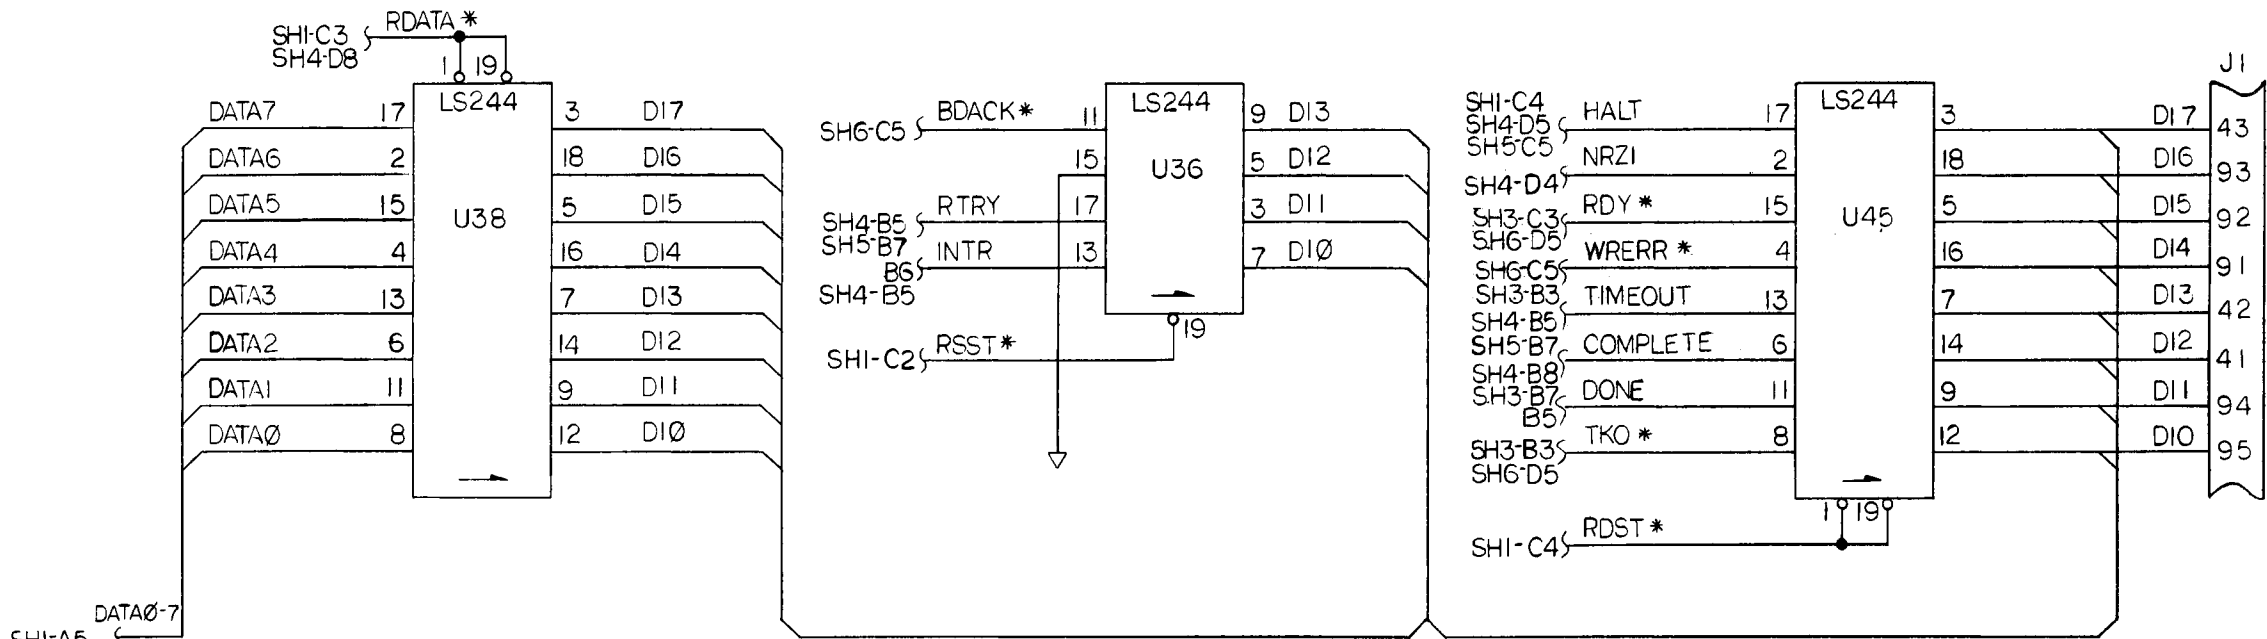 RDATA *
SH1-C3
SH4-D8
1 19
LS244
U38
DATA7 17 3 DI7
DATA6 2 18 DI6
DATA5 15 5 DI5
DATA4 4 16 DI4
DATA3 13 7 DI3
DATA2 6 14 DI2
DATA1 11 9 DI1
DATAØ 8 12 DIØ
DATAØ-7
SH1-A5
LS244
U36
SH6-C5 BDACK* 11 9 DI3
15 5 DI2
SH4-B5 RTRY 17 3 DI1
SH5-B7
B6 INTR 13 7 DIØ
SH4-B5
19
SH1-C2 RSST*
J1
LS244
U45
SH1-C4
SH4-D5 HALT 17 3 DI7 43
SH5-C5
SH4-D4 NRZI 2 18 DI6 93
SH3-C3 RDY * 15 5 DI5 92
SH6-D5
SH6-C5 WRERR * 4 16 DI4 91
SH3-B3 TIMEOUT 13 7 DI3 42
SH4-B5
SH5-B7 COMPLETE 6 14 DI2 41
SH4-B8
SH3-B7 DONE 11 9 DI1 94
B5
SH3-B3 TKO * 8 12 DIO 95
SH6-D5
1 19
SH1-C4 RDST *